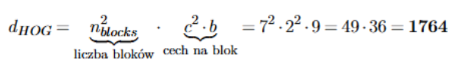 d_HOG = n²_blocks · c² · b = 7² · 2² · 9 = 49 · 36 = 1764
liczba bloków cech na blok